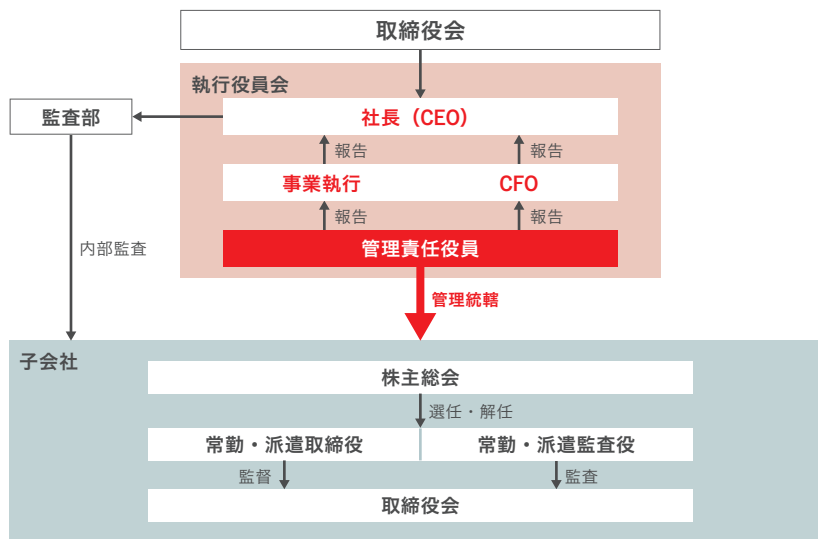 取締役会
執行役員会
監査部
社長（CEO）
報告
報告
事業執行
CFO
報告
報告
管理責任役員
内部監査
管理統轄
子会社
株主総会
選任・解任
常勤・派遣取締役
常勤・派遣監査役
監督
監査
取締役会